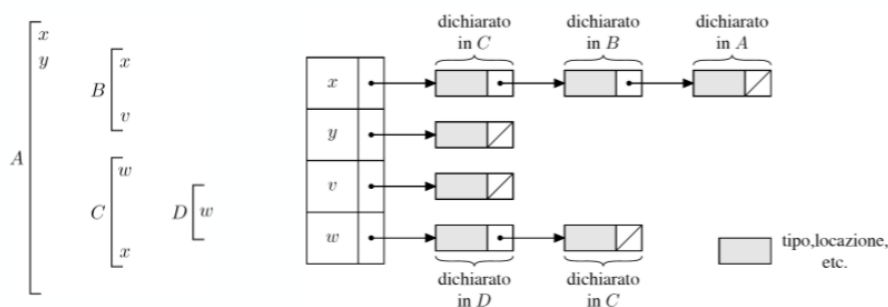 A
x
y
B
x
v
C
w
x
D
w
dichiarato
in C
dichiarato
in B
dichiarato
in A
x
y
v
w
dichiarato
in D
dichiarato
in C
tipo,locazione,
etc.